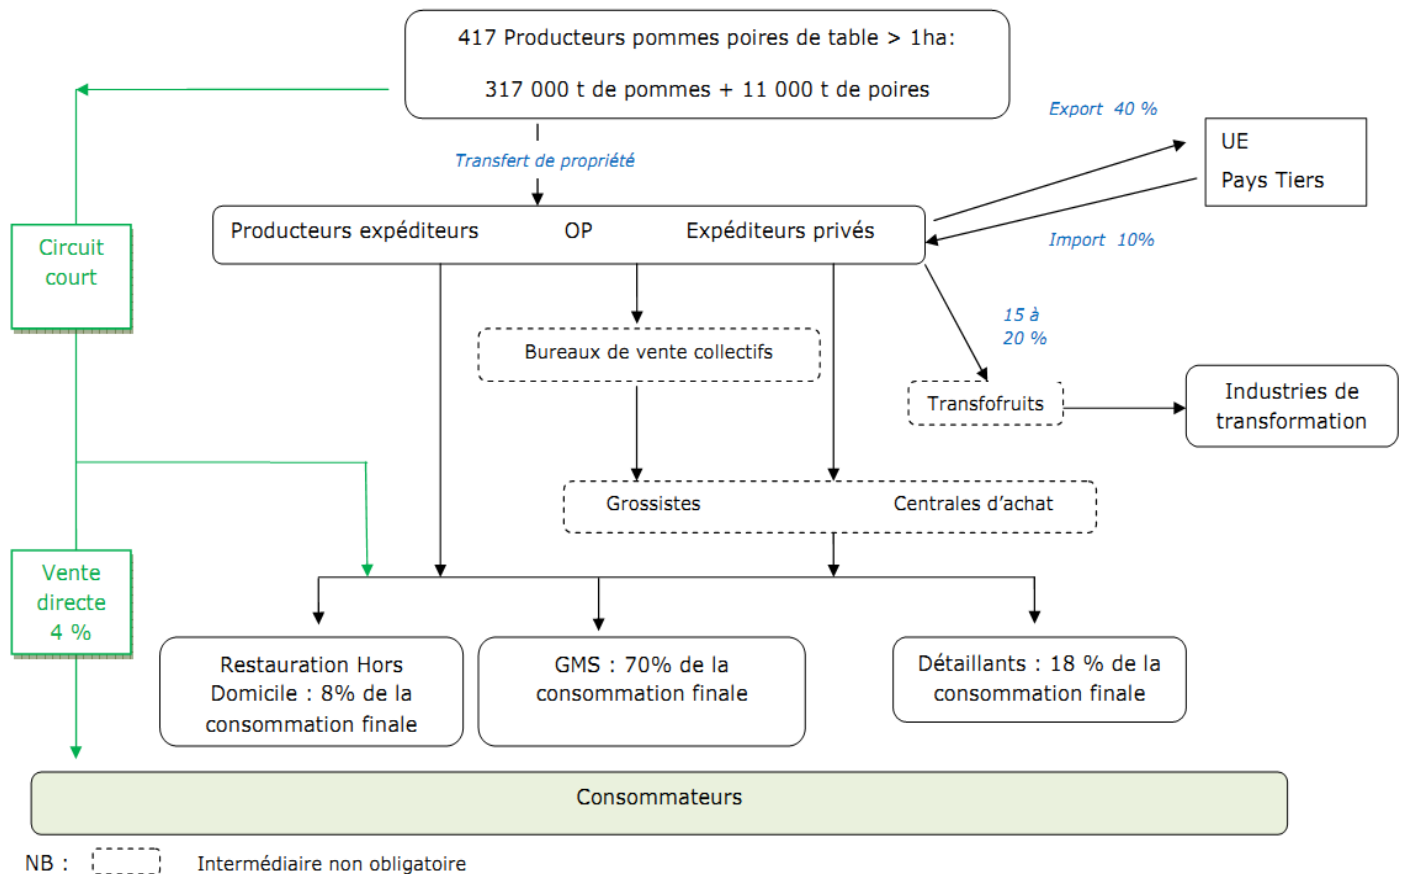 417 Producteurs pommes poires de table > 1ha:
317 000 t de pommes + 11 000 t de poires
Export 40 %
UE
Pays Tiers
Transfert de propriété
Producteurs expéditeurs OP Expéditeurs privés
Import 10%
Circuit
court
15 à
20 %
Bureaux de vente collectifs
Transfofruits
Industries de
transformation
Grossistes Centrales d’achat
Vente
directe
4 %
Restauration Hors
Domicile : 8% de la
consommation finale
GMS : 70% de la
consommation finale
Détaillants : 18 % de la
consommation finale
Consommateurs
NB : Intermédiaire non obligatoire